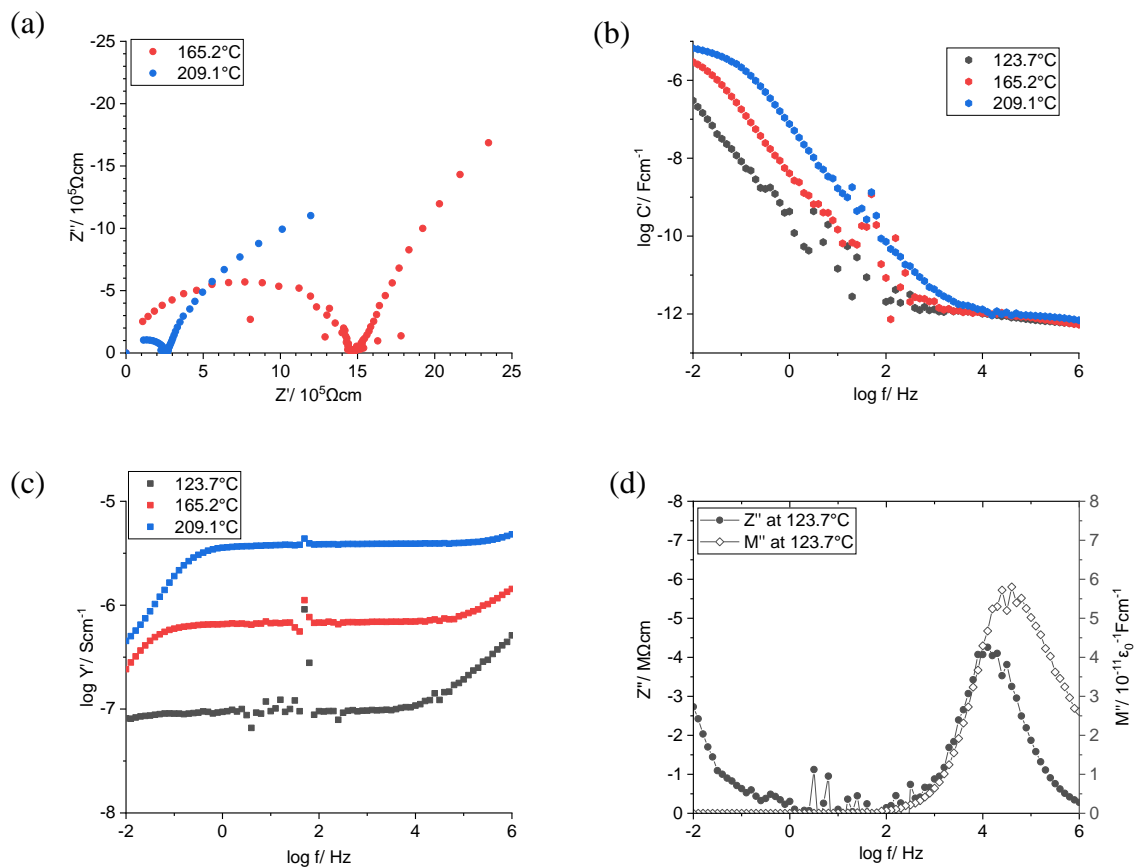 (a)
165.2°C
209.1°C
-25
-20
-15
-10
-5
0
0 5 10 15 20 25
Z''/ 10⁵Ωcm
Z'/ 10⁵Ωcm
(b)
123.7°C
165.2°C
209.1°C
-6
-8
-10
-12
-2 0 2 4 6
log C'/ Fcm⁻¹
log f/ Hz
(c)
123.7°C
165.2°C
209.1°C
-5
-6
-7
-8
-2 0 2 4 6
log Y'/ Scm⁻¹
log f/ Hz
(d)
Z'' at 123.7°C
M'' at 123.7°C
-8 8
-7 7
-6 6
-5 5
-4 4
-3 3
-2 2
-1 1
0 0
-2 0 2 4 6
Z''/ MΩcm
M''/ 10⁻¹¹ε₀⁻¹Fcm⁻¹
log f/ Hz